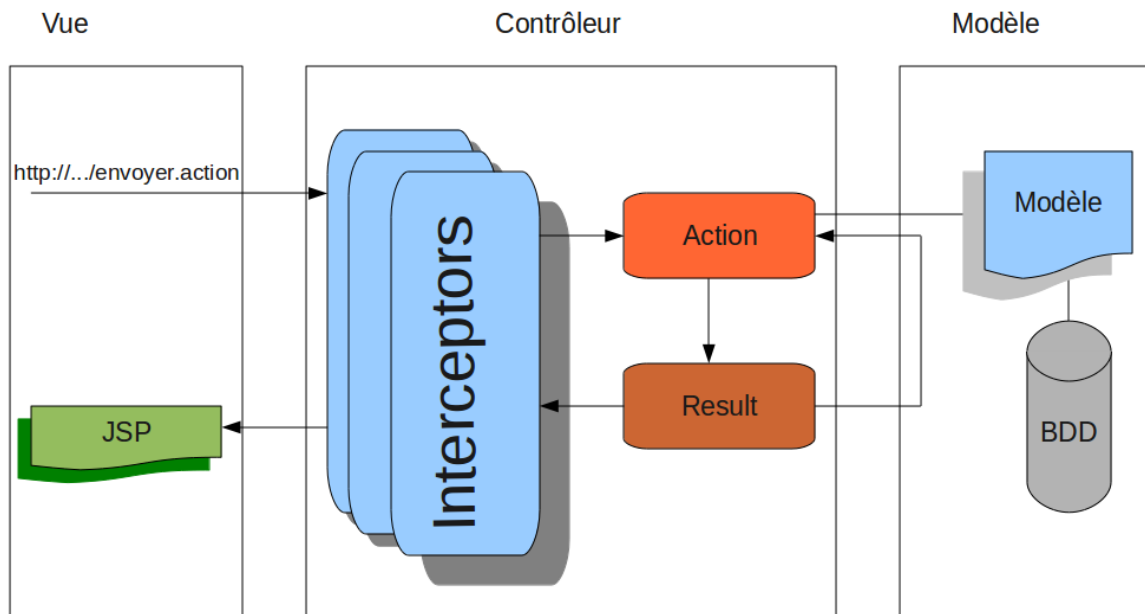 Vue
Contrôleur
Modèle
http://.../envoyer.action
Interceptors
Action
Modèle
Result
JSP
BDD